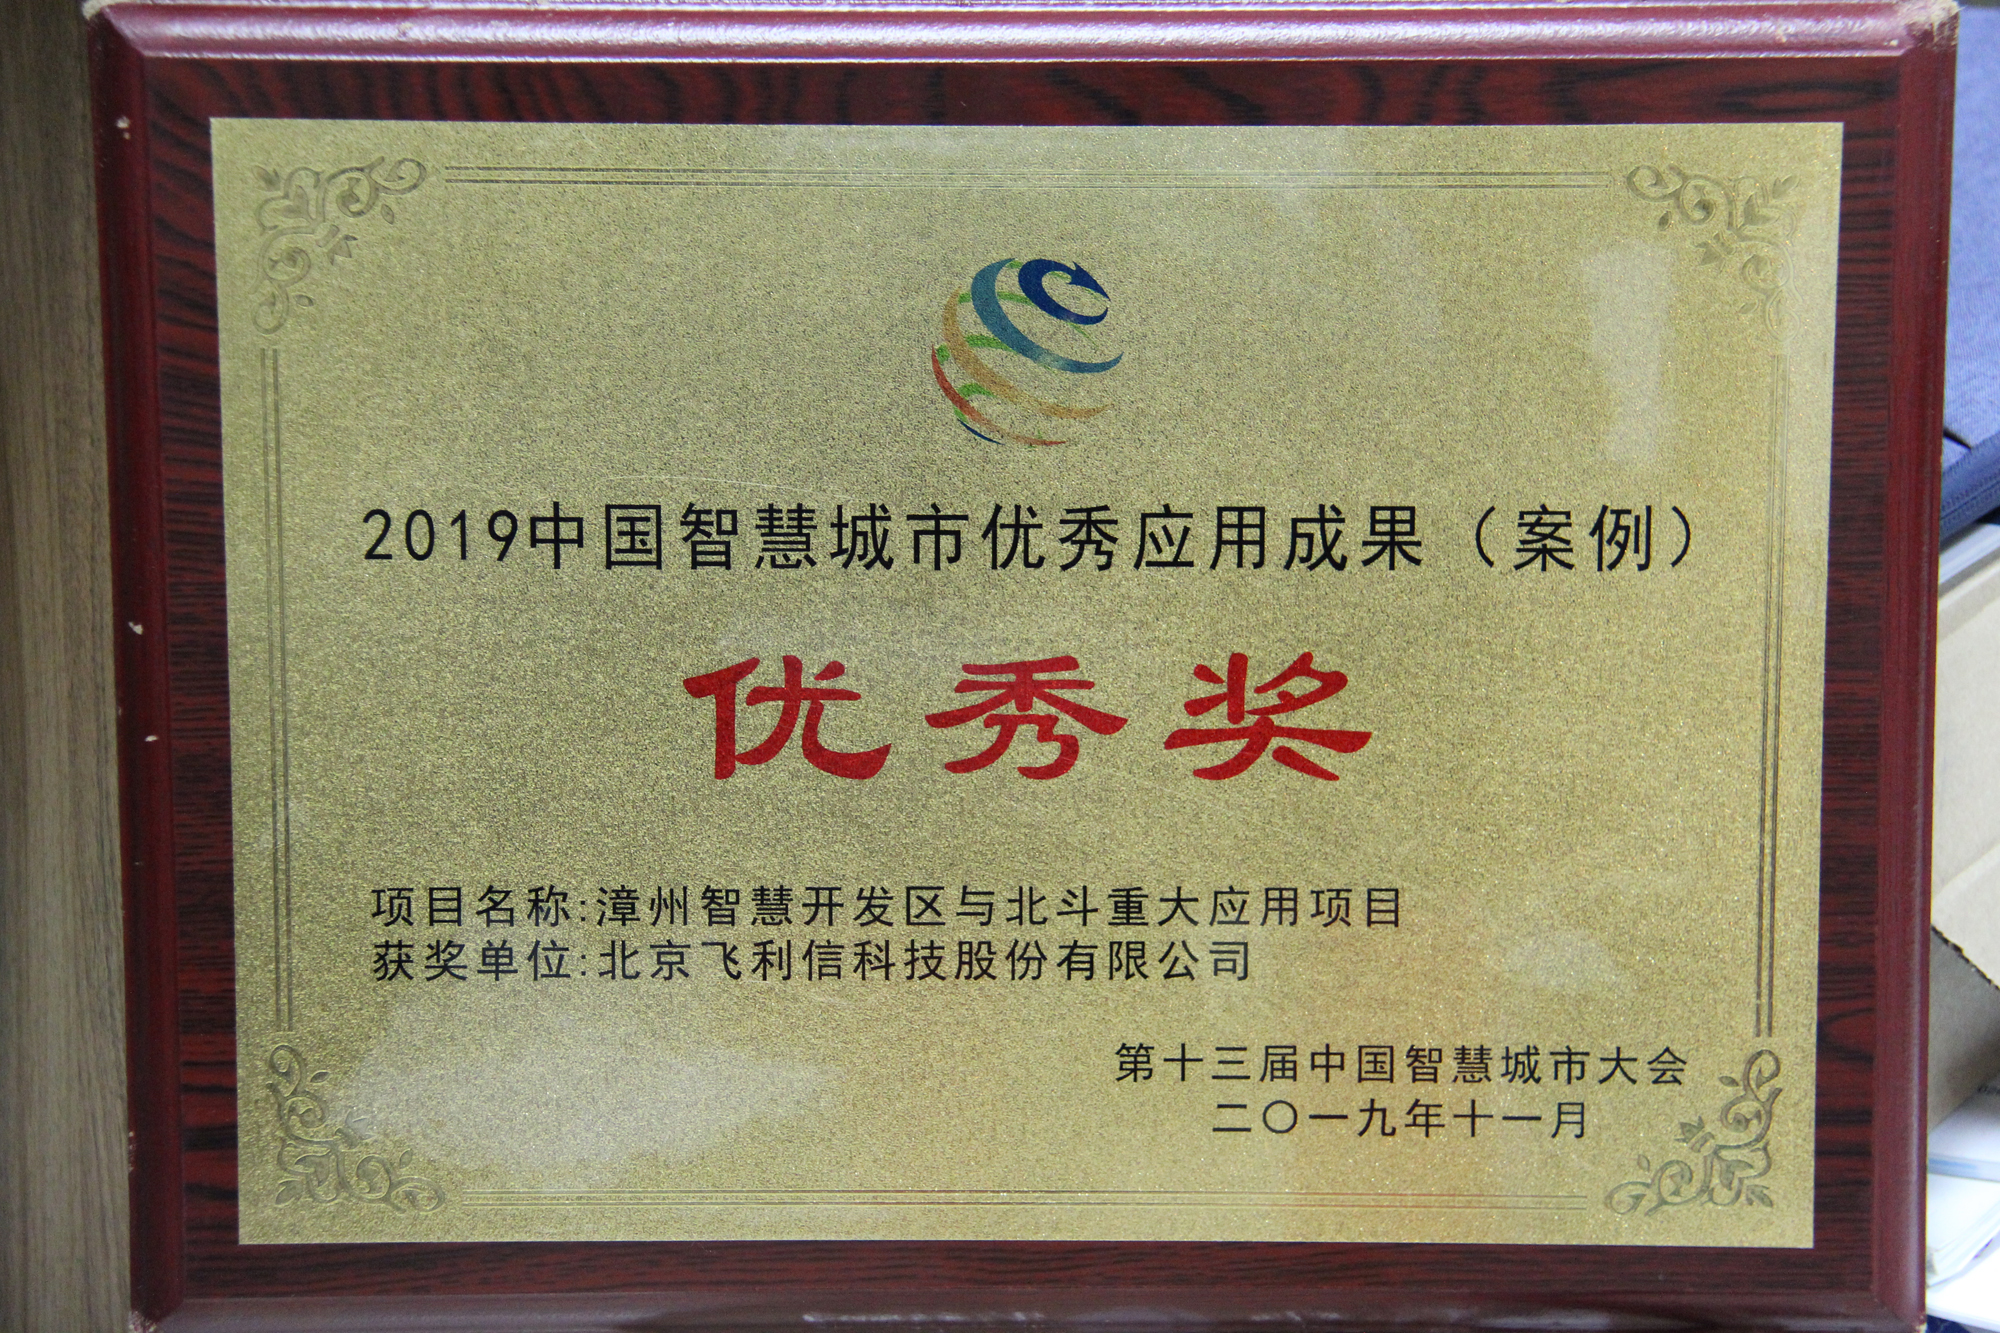 2019中国智慧城市优秀应用成果（案例）
优秀奖
项目名称:漳州智慧开发区与北斗重大应用项目
获奖单位:北京飞利信科技股份有限公司
第十三届中国智慧城市大会
二〇一九年十一月